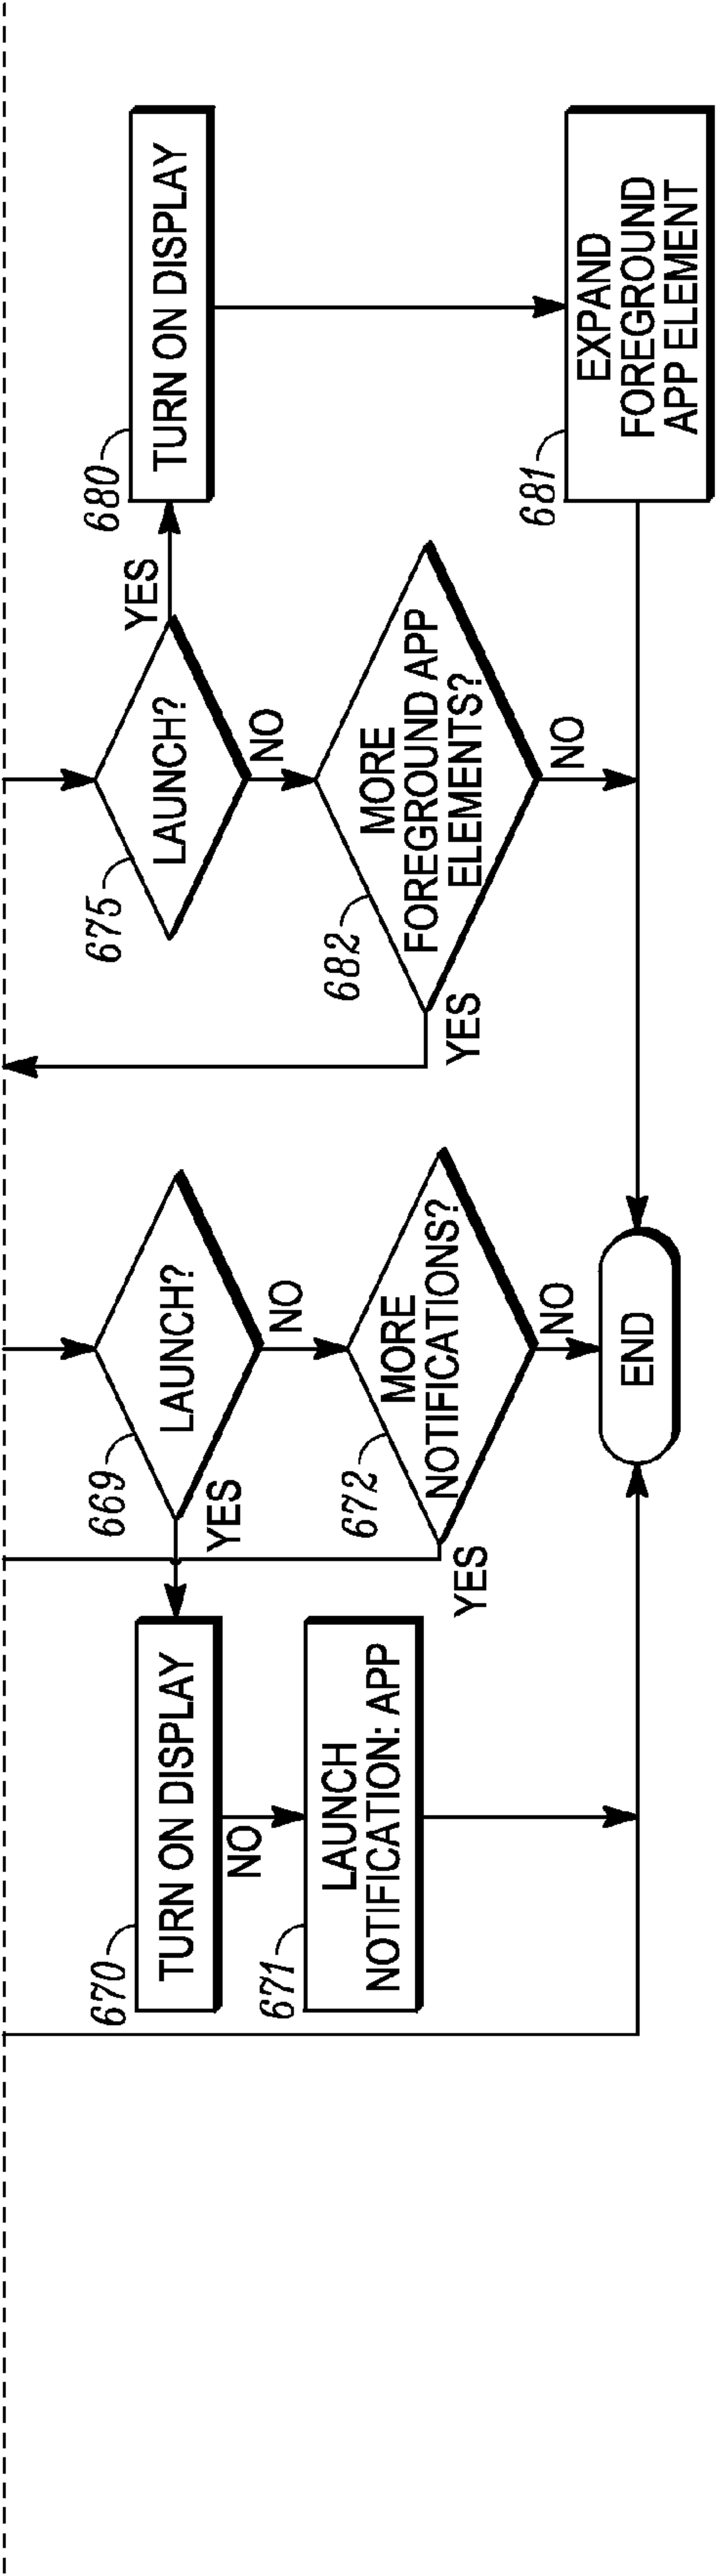 670
TURN ON DISPLAY
NO
671
LAUNCH
NOTIFICATION: APP
669
LAUNCH?
YES
NO
672
MORE
NOTIFICATIONS?
YES
NO
END
675
LAUNCH?
YES
NO
682
MORE
FOREGROUND APP
ELEMENTS?
YES
NO
680
TURN ON DISPLAY
681
EXPAND
FOREGROUND
APP ELEMENT